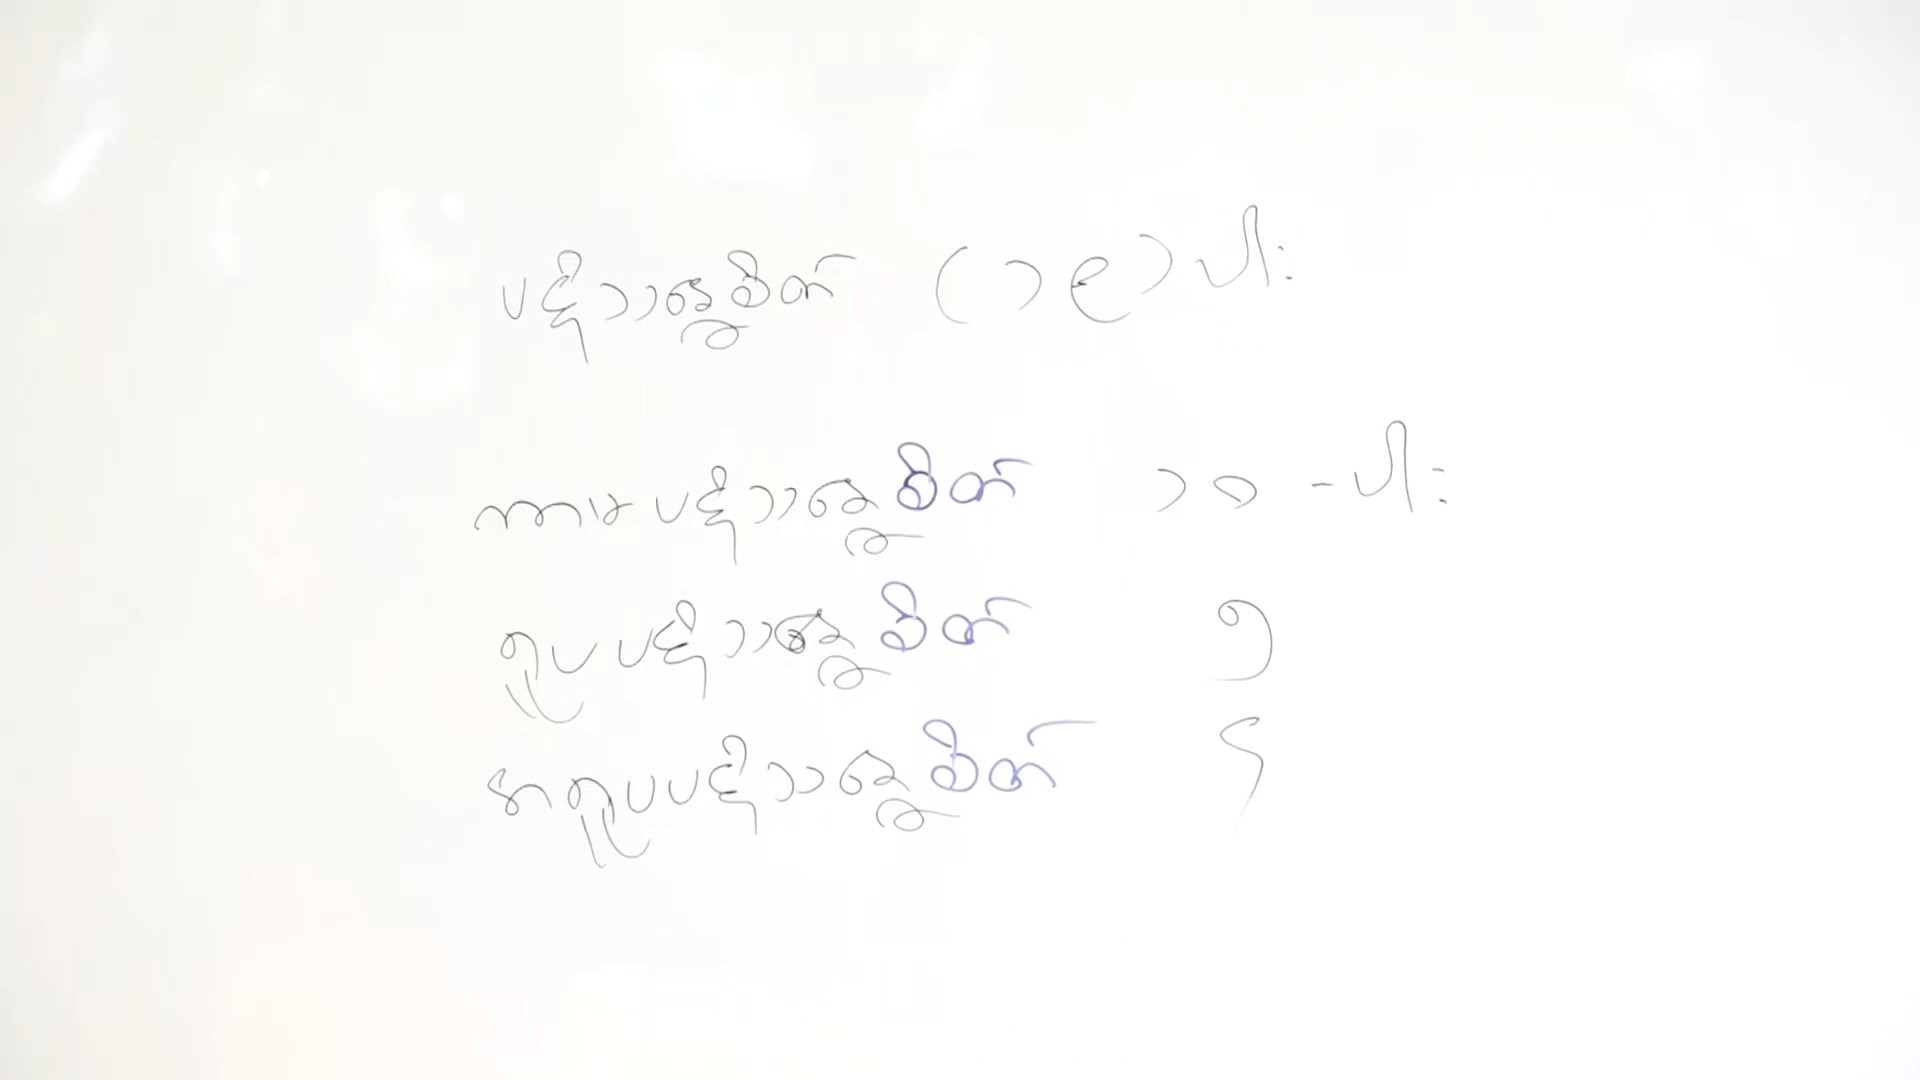 ပဋိသန္ဓေစိတ် (၁၉) ပါး
ကာမပဋိသန္ဓေစိတ် ၁၀ - ပါး
ရူပပဋိသန္ဓေစိတ် ၅
အရူပပဋိသန္ဓေစိတ် ၄